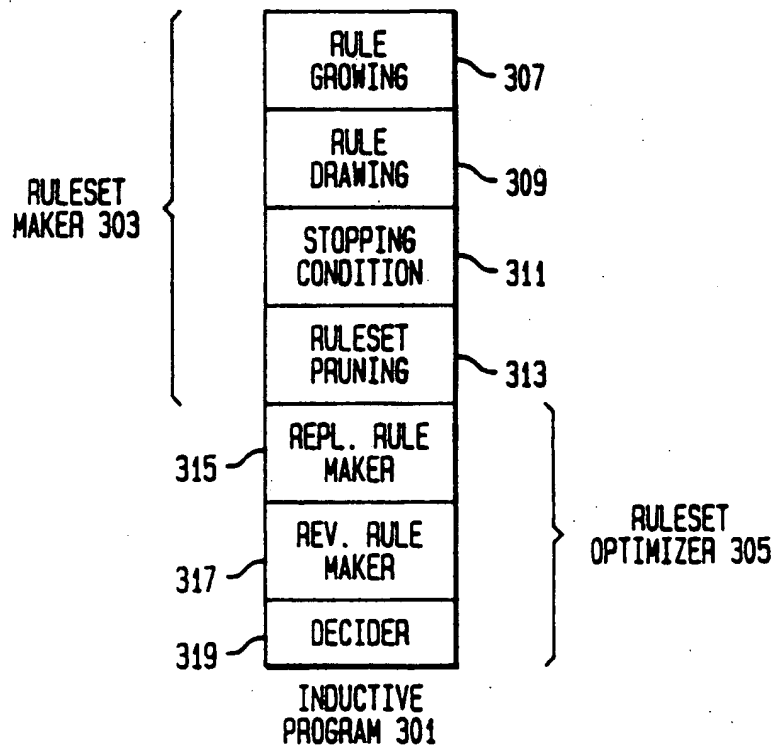 RULE
GROWING
307
RULE
DRAWING
309
RULESET
MAKER 303
STOPPING
CONDITION
311
RULESET
PRUNING
313
REPL. RULE
MAKER
315
REV. RULE
MAKER
317
RULESET
OPTIMIZER 305
DECIDER
319
INDUCTIVE
PROGRAM 301